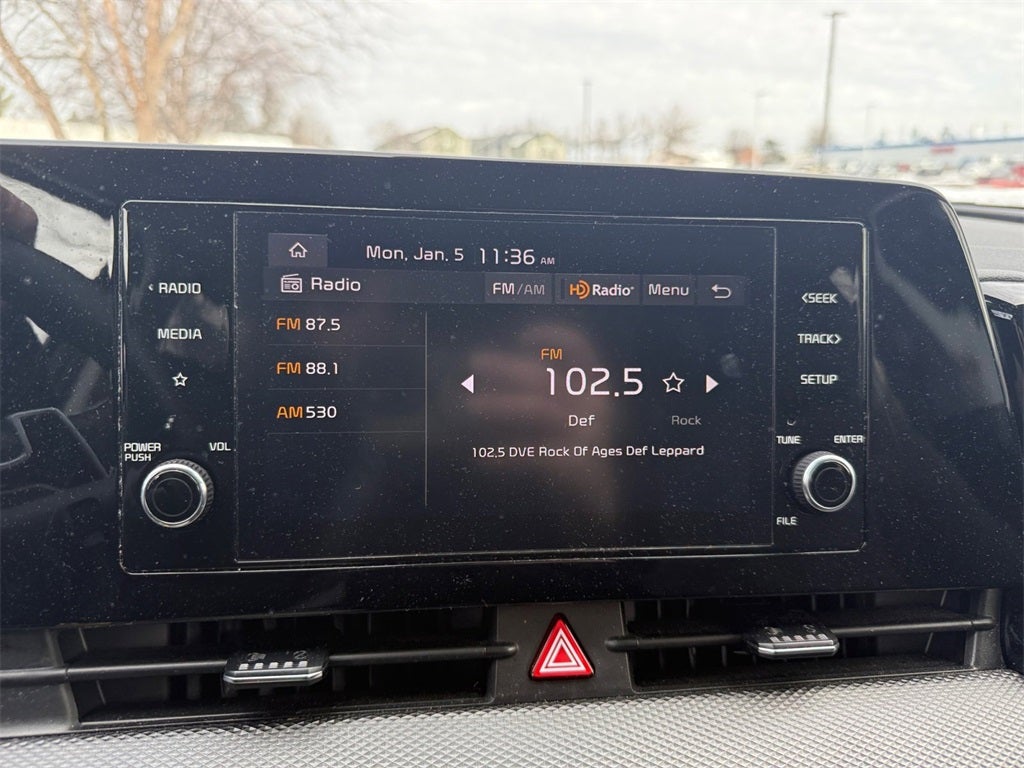 Mon, Jan. 5 11:36 AM
Radio FM/AM HD Radio Menu
FM 87.5
FM 88.1
AM 530
FM
102.5
Def Rock
102.5 DVE Rock Of Ages Def Leppard
RADIO
MEDIA
POWER
PUSH
VOL
<SEEK
TRACK>
SETUP
TUNE
ENTER
FILE